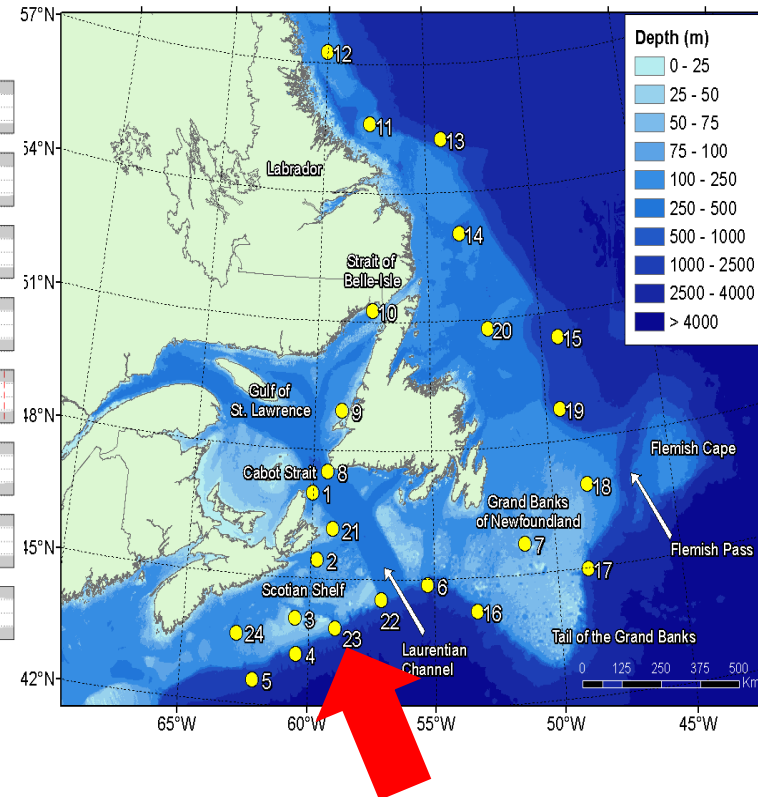 57°N
54°N
51°N
48°N
45°N
42°N
65°W
60°W
55°W
50°W
45°W
Depth (m)
0 - 25
25 - 50
50 - 75
75 - 100
100 - 250
250 - 500
500 - 1000
1000 - 2500
2500 - 4000
> 4000
12
11
13
Labrador
14
Strait of
Belle-Isle
10
20
15
Gulf of
St. Lawrence
9
19
Flemish Cape
Cabot Strait
8
1
18
Grand Banks
of Newfoundland
21
7
Flemish Pass
2
17
Scotian Shelf
6
22
16
3
23
24
Tail of the Grand Banks
4
Laurentian
Channel
5
0 125 250 375 500
Km